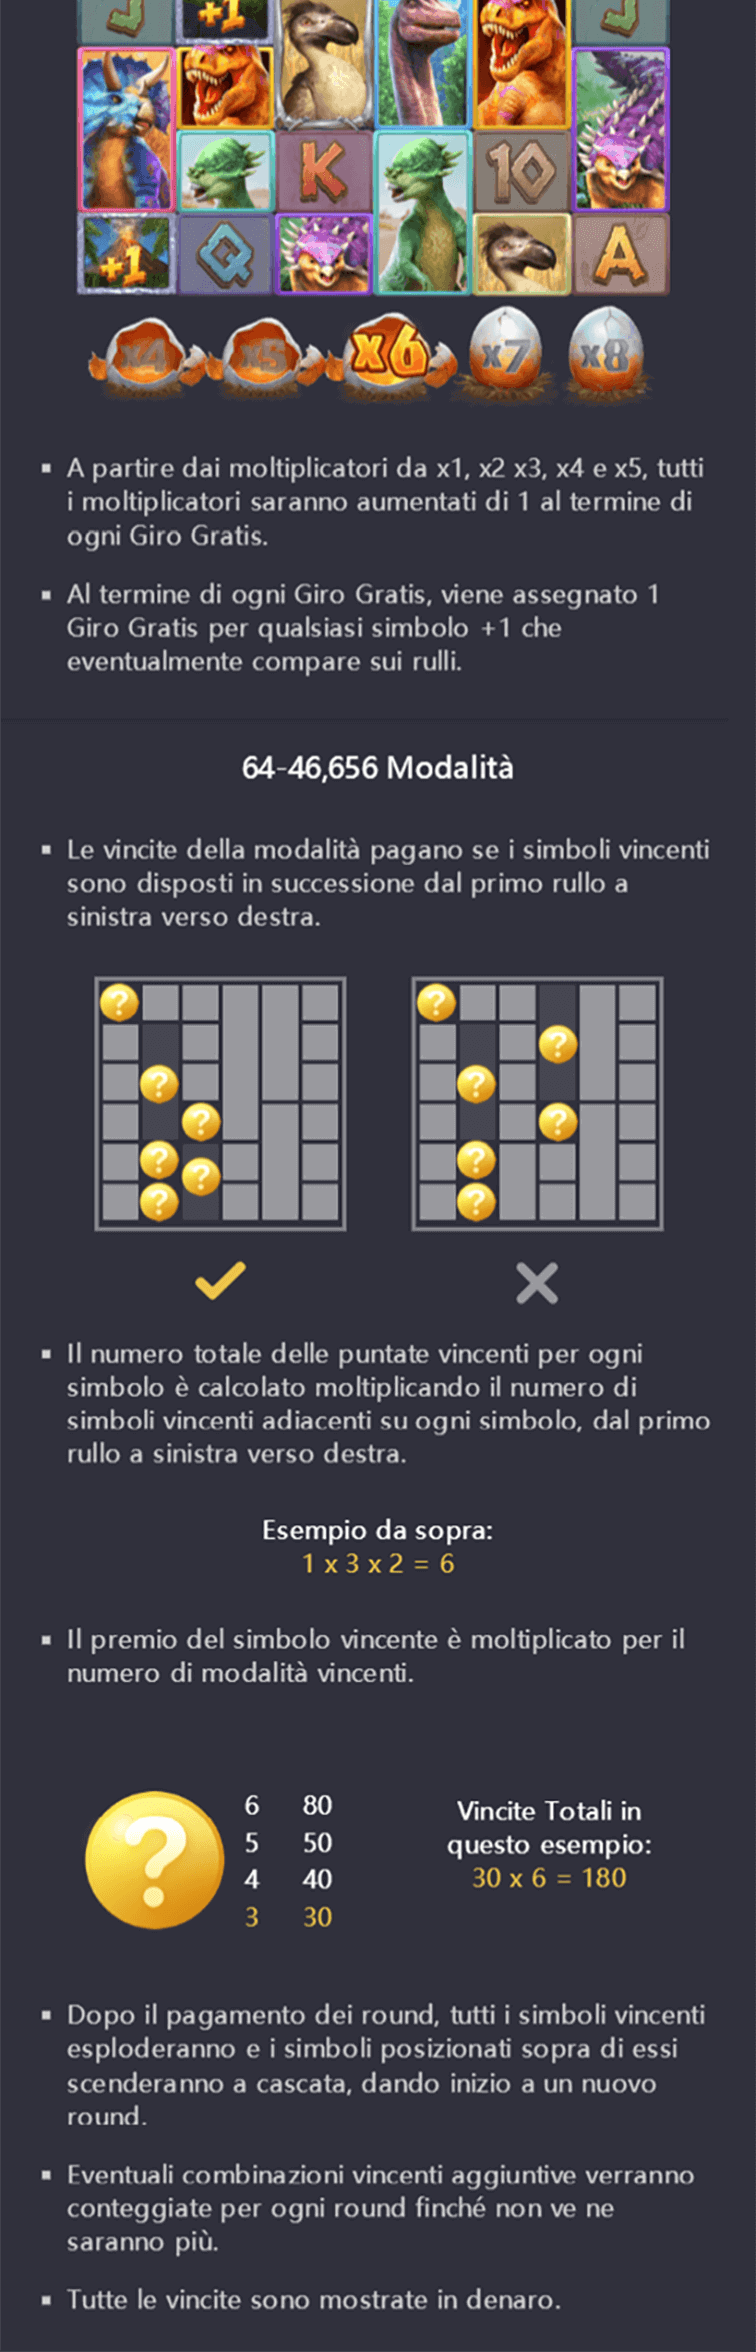 J +1 J
K 10
+1 Q A
x4 x5 x6 x7 x8
▪ A partire dai moltiplicatori da x1, x2 x3, x4 e x5, tutti
i moltiplicatori saranno aumentati di 1 al termine di
ogni Giro Gratis.
▪ Al termine di ogni Giro Gratis, viene assegnato 1
Giro Gratis per qualsiasi simbolo +1 che
eventualmente compare sui rulli.
64-46,656 Modalità
▪ Le vincite della modalità pagano se i simboli vincenti
sono disposti in successione dal primo rullo a
sinistra verso destra.
? ?
? ?
? ?
? ?
? ? ?
? ?
▪ Il numero totale delle puntate vincenti per ogni
simbolo è calcolato moltiplicando il numero di
simboli vincenti adiacenti su ogni simbolo, dal primo
rullo a sinistra verso destra.
Esempio da sopra:
1 x 3 x 2 = 6
▪ Il premio del simbolo vincente è moltiplicato per il
numero di modalità vincenti.
?
6 80
5 50
4 40
3 30
Vincite Totali in
questo esempio:
30 x 6 = 180
▪ Dopo il pagamento dei round, tutti i simboli vincenti
esploderanno e i simboli posizionati sopra di essi
scenderanno a cascata, dando inizio a un nuovo
round.
▪ Eventuali combinazioni vincenti aggiuntive verranno
conteggiate per ogni round finché non ve ne
saranno più.
▪ Tutte le vincite sono mostrate in denaro.